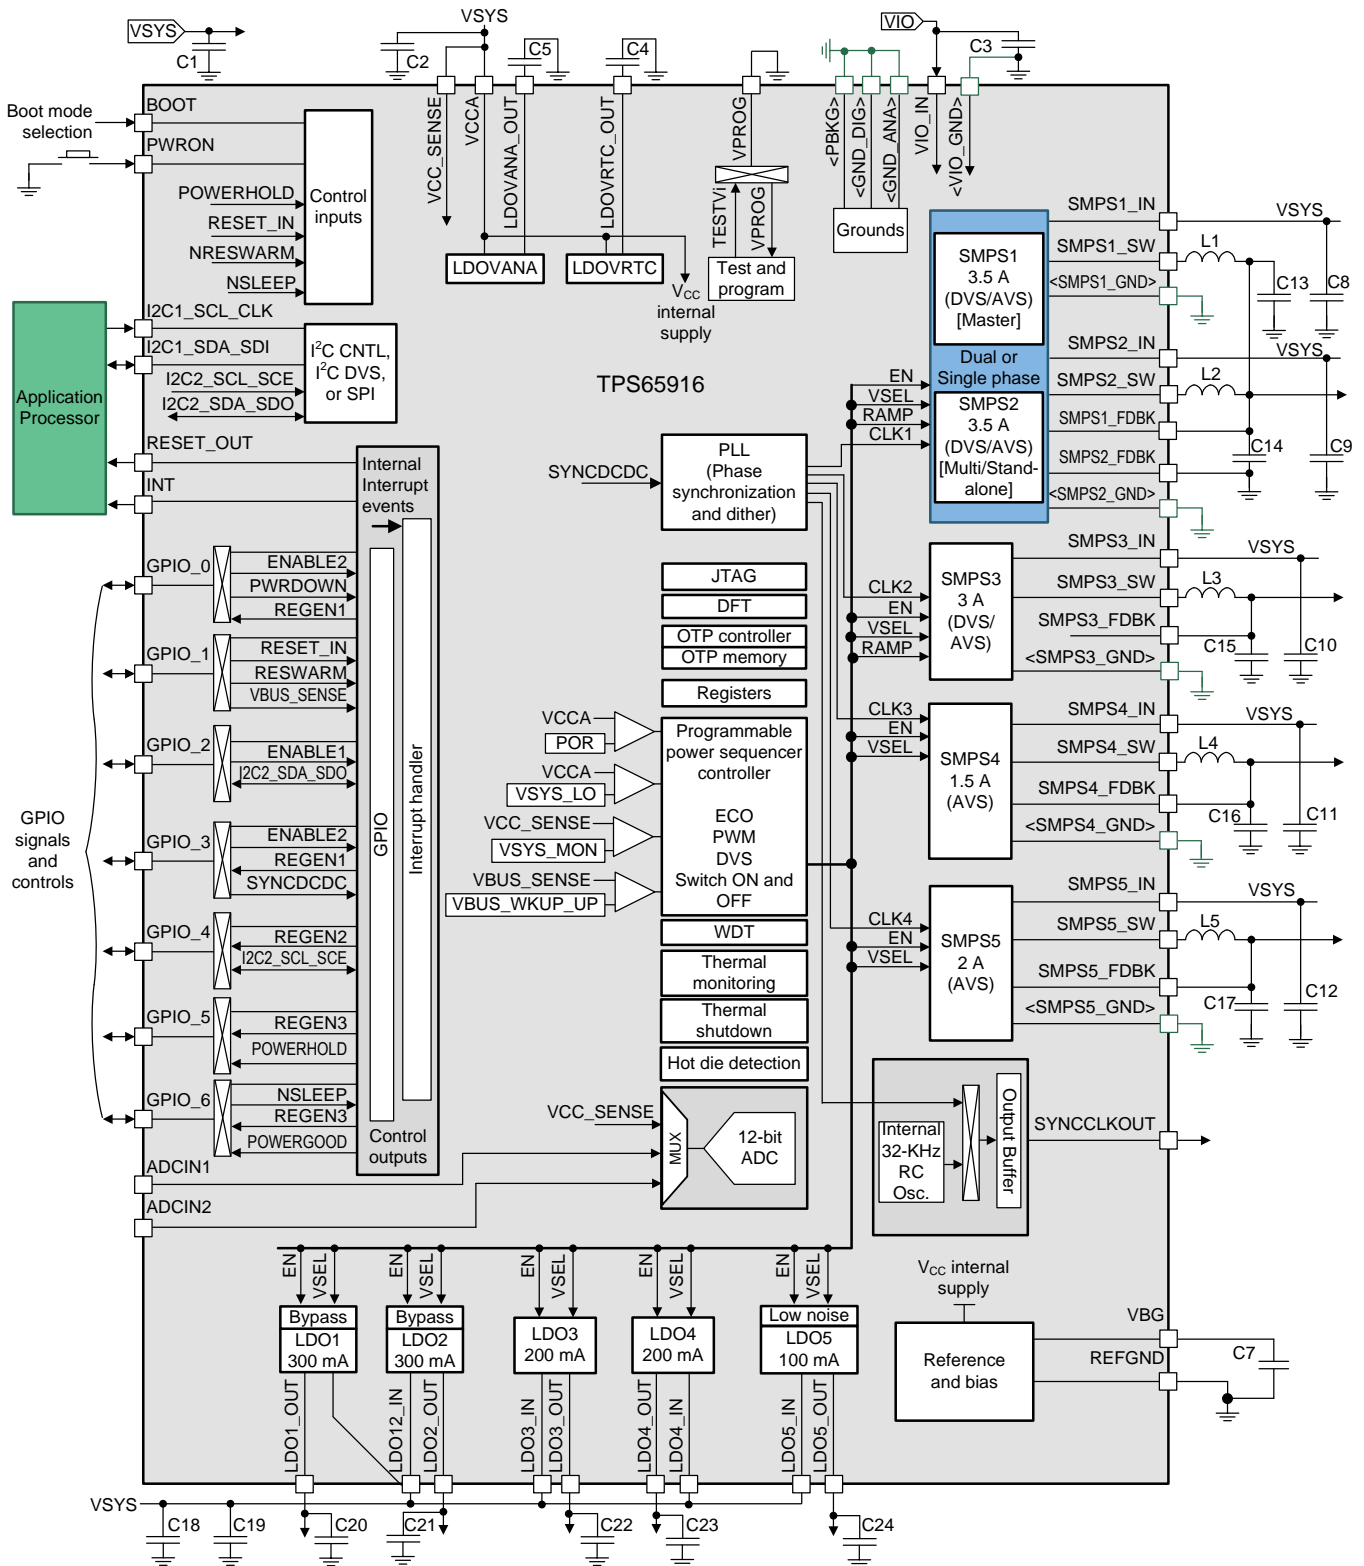 VSYS
C1
VSYS
C2
C5
C4
VIO
C3
Boot mode
selection
BOOT
PWRON
POWERHOLD
RESET_IN
NRESWARM
NSLEEP
Control
inputs
VCC_SENSE
VCCA
LDOVANA_OUT
LDOVRTC_OUT
LDOVANA
LDOVRTC
VCC
internal
supply
VPROG
TESTVi
VPROG
Test and
program
<PBKG>
<GND_DIG>
<GND_ANA>
Grounds
VIO_IN
<VIO_GND>
Application
Processor
I2C1_SCL_CLK
I2C1_SDA_SDI
I2C2_SCL_SCE
I2C2_SDA_SDO
I2C CNTL,
I2C DVS,
or SPI
RESET_OUT
INT
TPS65916
SYNCDCDC
PLL
(Phase
synchronization
and dither)
EN
VSEL
RAMP
CLK1
SMPS1
3.5 A
(DVS/AVS)
[Master]
Dual or
Single phase
SMPS2
3.5 A
(DVS/AVS)
[Multi/Stand-
alone]
SMPS1_IN
VSYS
SMPS1_SW
L1
<SMPS1_GND>
C13
C8
SMPS2_IN
VSYS
SMPS2_SW
L2
SMPS1_FDBK
SMPS2_FDBK
C14
C9
<SMPS2_GND>
Internal
Interrupt
events
GPIO
Interrupt handler
Control
outputs
GPIO
signals
and
controls
GPIO_0
ENABLE2
PWRDOWN
REGEN1
GPIO_1
RESET_IN
RESWARM
VBUS_SENSE
GPIO_2
ENABLE1
I2C2_SDA_SDO
GPIO_3
ENABLE2
REGEN1
SYNCDCDC
GPIO_4
REGEN2
I2C2_SCL_SCE
GPIO_5
REGEN3
POWERHOLD
GPIO_6
NSLEEP
REGEN3
POWERGOOD
ADCIN1
ADCIN2
JTAG
DFT
OTP controller
OTP memory
Registers
VCCA
POR
VCCA
VSYS_LO
VCC_SENSE
VSYS_MON
VBUS_SENSE
VBUS_WKUP_UP
Programmable
power sequencer
controller
ECO
PWM
DVS
Switch ON and
OFF
WDT
Thermal
monitoring
Thermal
shutdown
Hot die detection
VCC_SENSE
MUX
12-bit
ADC
CLK2
EN
VSEL
RAMP
SMPS3
3 A
(DVS/
AVS)
SMPS3_IN
VSYS
SMPS3_SW
L3
SMPS3_FDBK
C15
C10
<SMPS3_GND>
CLK3
EN
VSEL
SMPS4
1.5 A
(AVS)
SMPS4_IN
VSYS
SMPS4_SW
L4
SMPS4_FDBK
C16
C11
<SMPS4_GND>
CLK4
EN
VSEL
SMPS5
2 A
(AVS)
SMPS5_IN
VSYS
SMPS5_SW
L5
SMPS5_FDBK
C17
C12
<SMPS5_GND>
Internal
32-KHz
RC
Osc.
Output Buffer
SYNCCLKOUT
VCC internal
supply
Reference
and bias
VBG
REFGND
C7
EN
VSEL
EN
VSEL
EN
VSEL
EN
VSEL
EN
VSEL
Bypass
LDO1
300 mA
Bypass
LDO2
300 mA
LDO3
200 mA
LDO4
200 mA
Low noise
LDO5
100 mA
LDO1_OUT
LDO12_IN
LDO2_OUT
LDO3_IN
LDO3_OUT
LDO4_OUT
LDO4_IN
LDO5_IN
LDO5_OUT
VSYS
C18
C19
C20
C21
C22
C23
C24